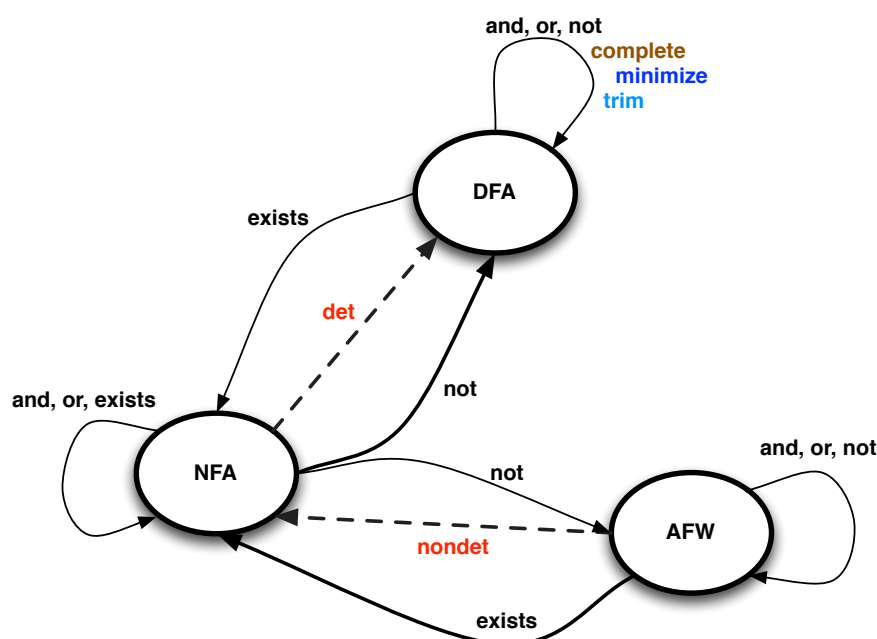 and, or, not
complete
minimize
trim
DFA
exists
det
not
and, or, exists
NFA
not
and, or, not
AFW
nondet
exists